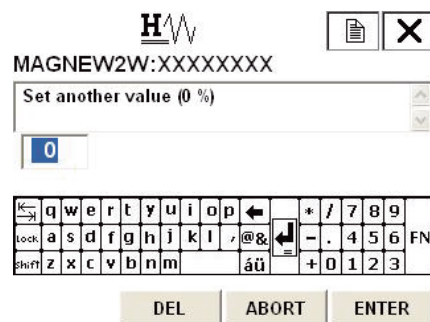 H
MAGNEW2W:XXXXXXXX
Set another value (0 %)
0
q w e r t y u i o p * / 7 8 9
Lock a s d f g h j k l , @& - . 4 5 6 FN
Shift z x c v b n m áü = + 0 1 2 3
DEL ABORT ENTER